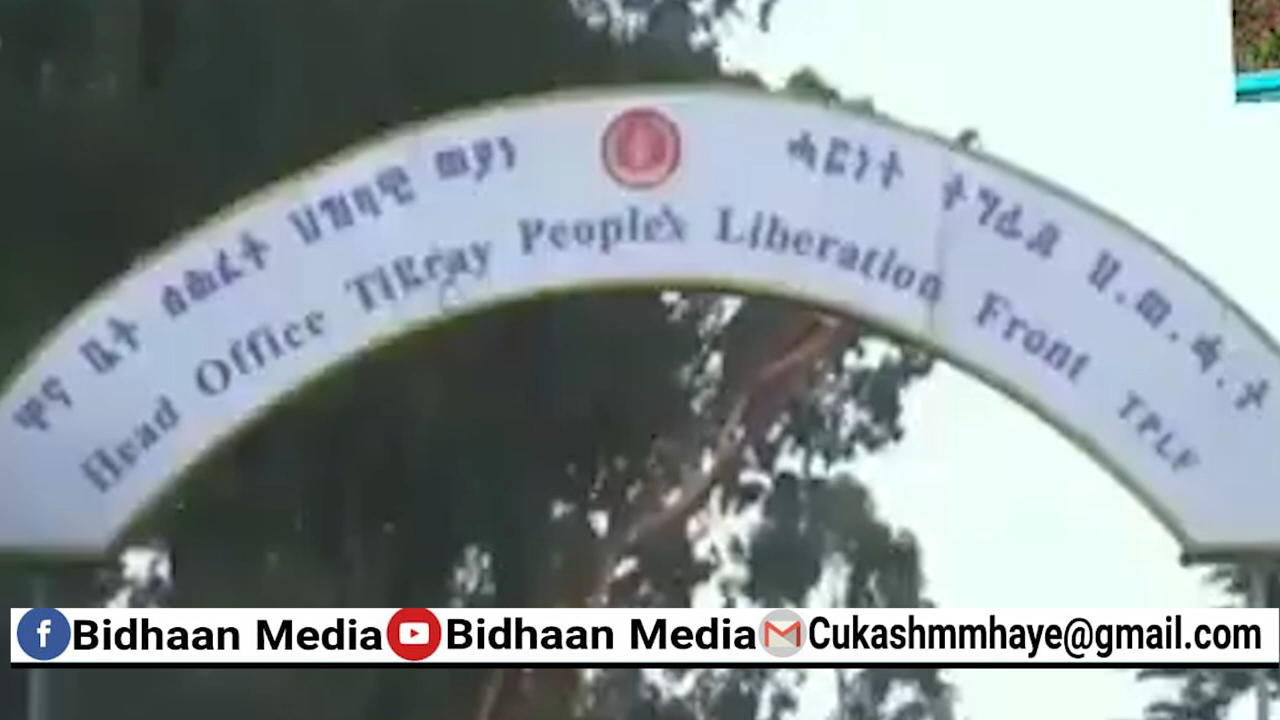 ዋና ቤት ፅሕፈት ህዝባዊ ወያነ ሓርነት ትግራይ ህ.ወ.ሓ.ት
Head Office Tigray People's Liberation Front TPLF
Bidhaan Media Bidhaan Media Cukashmmhaye@gmail.com